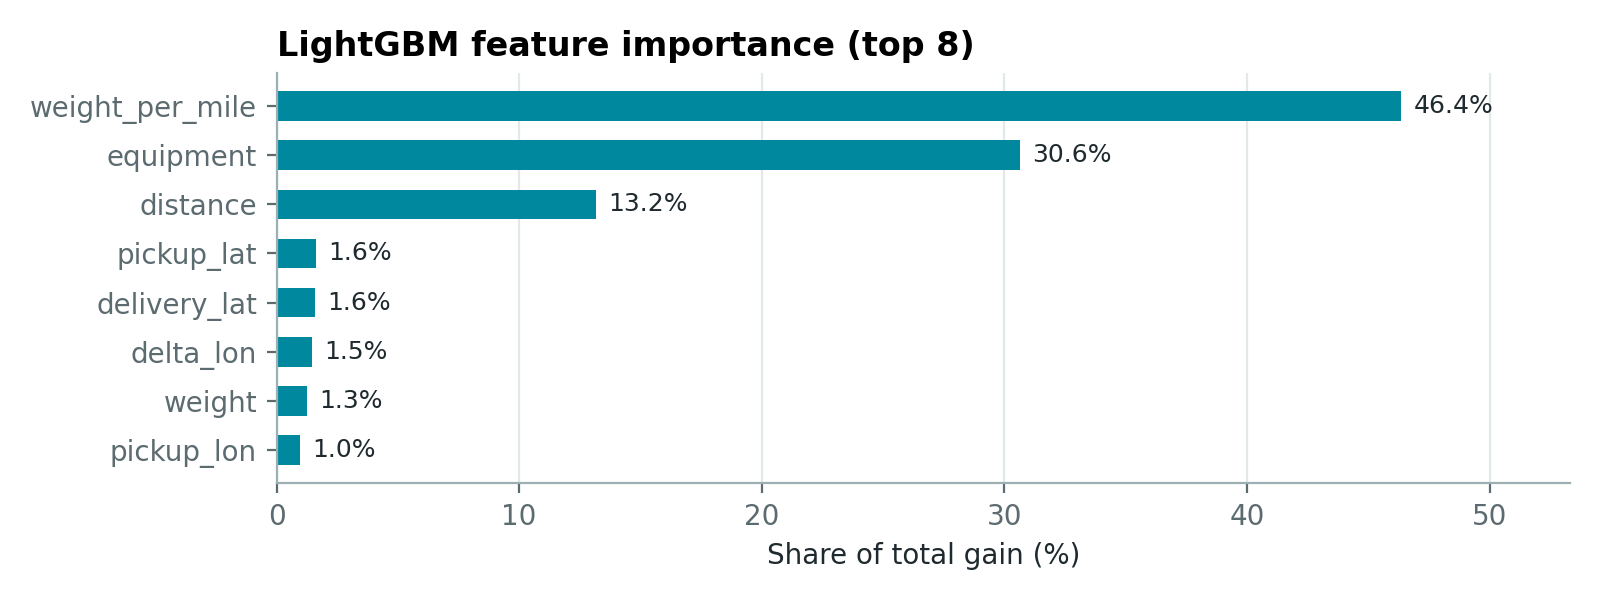 LightGBM feature importance (top 8)
weight_per_mile 46.4%
equipment 30.6%
distance 13.2%
pickup_lat 1.6%
delivery_lat 1.6%
delta_lon 1.5%
weight 1.3%
pickup_lon 1.0%
0 10 20 30 40 50
Share of total gain (%)